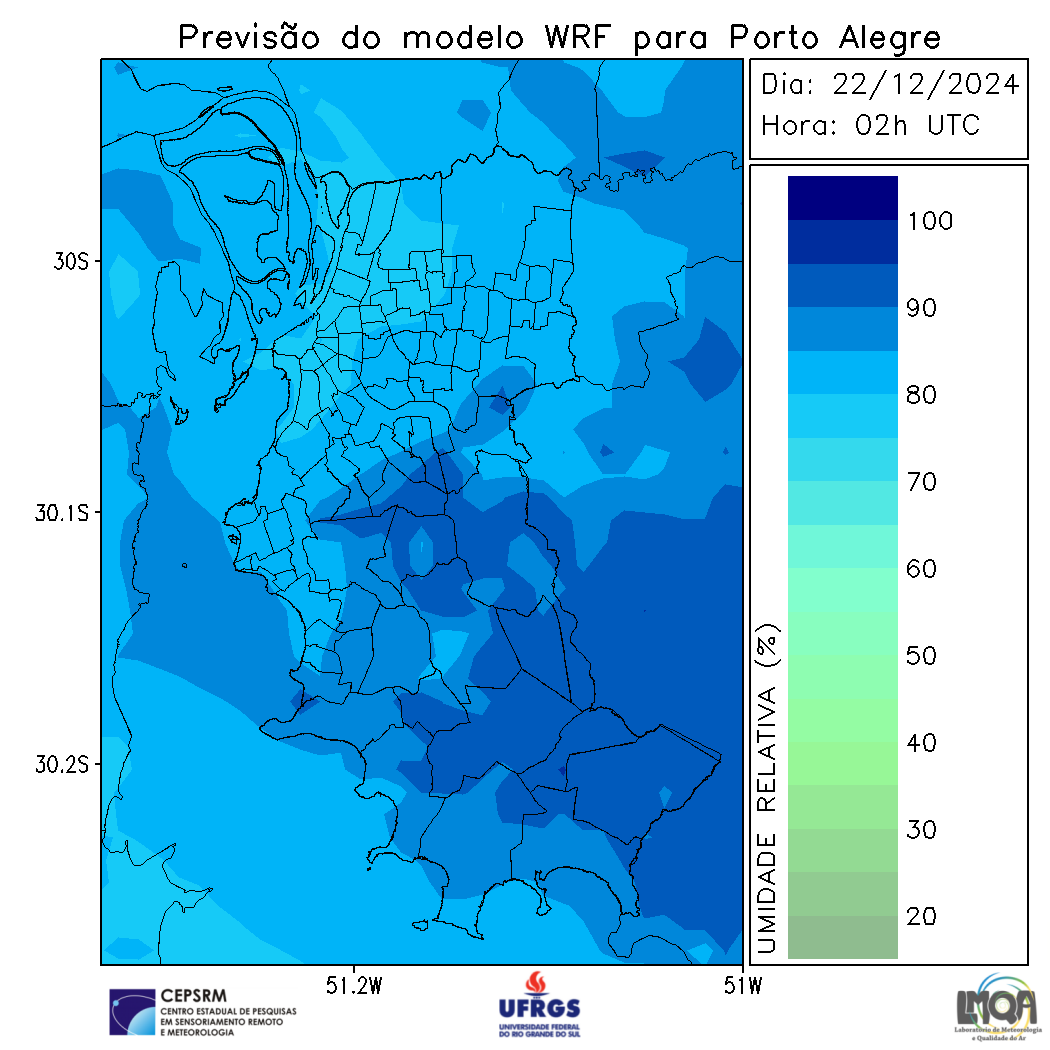 Previsão do modelo WRF para Porto Alegre
Dia: 22/12/2024
Hora: 02h UTC
30S
30.1S
30.2S
51.2W
51W
100
90
80
70
60
50
40
30
20
UMIDADE RELATIVA (%)
CEPSRM
CENTRO ESTADUAL DE PESQUISAS
EM SENSORIAMENTO REMOTO
E METEOROLOGIA
UFRGS
UNIVERSIDADE FEDERAL
DO RIO GRANDE DO SUL
LMQA
Laboratório de Meteorologia
e Qualidade do Ar